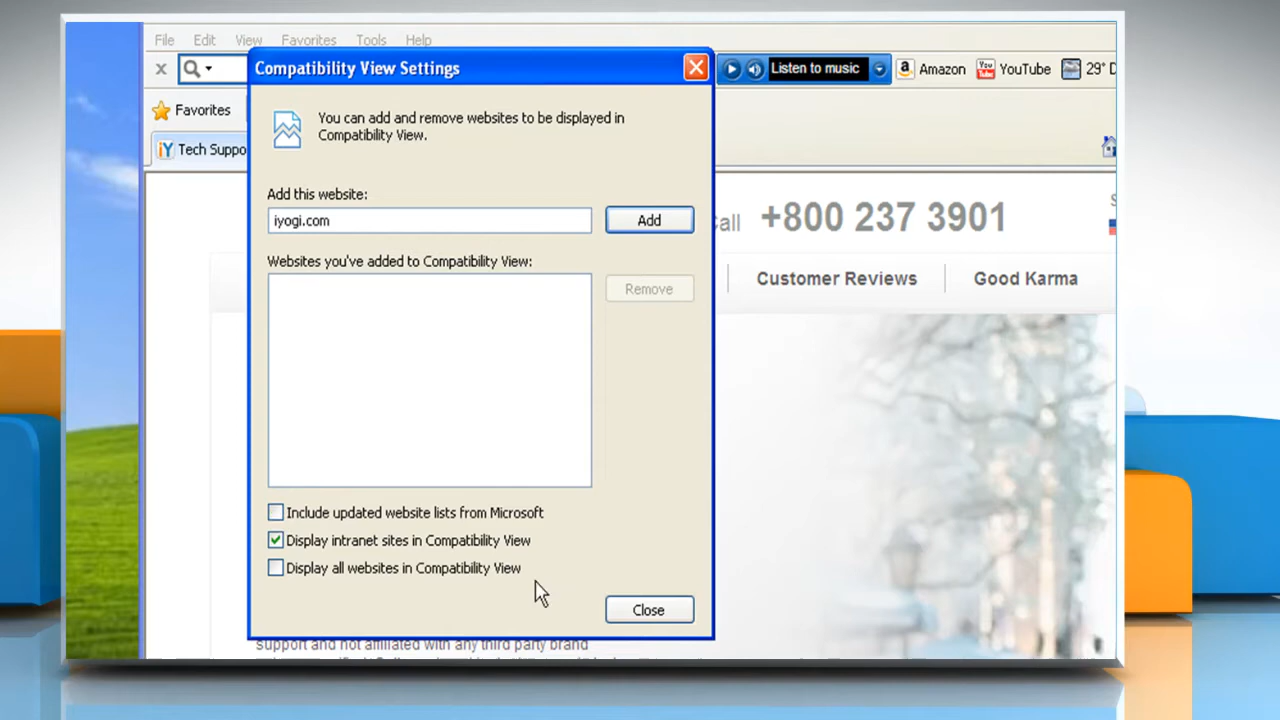 File Edit View Favorites Tools Help
Compatibility View Settings
Listen to music
Amazon
You Tube YouTube
29°
Favorites
You can add and remove websites to be displayed in
Compatibility View.
iY Tech Suppo
Add this website:
iyogi.com
Add
Call +800 237 3901
Websites you've added to Compatibility View:
Remove
Customer Reviews
Good Karma
Include updated website lists from Microsoft
Display intranet sites in Compatibility View
Display all websites in Compatibility View
Close
support and not affiliated with any third party brand